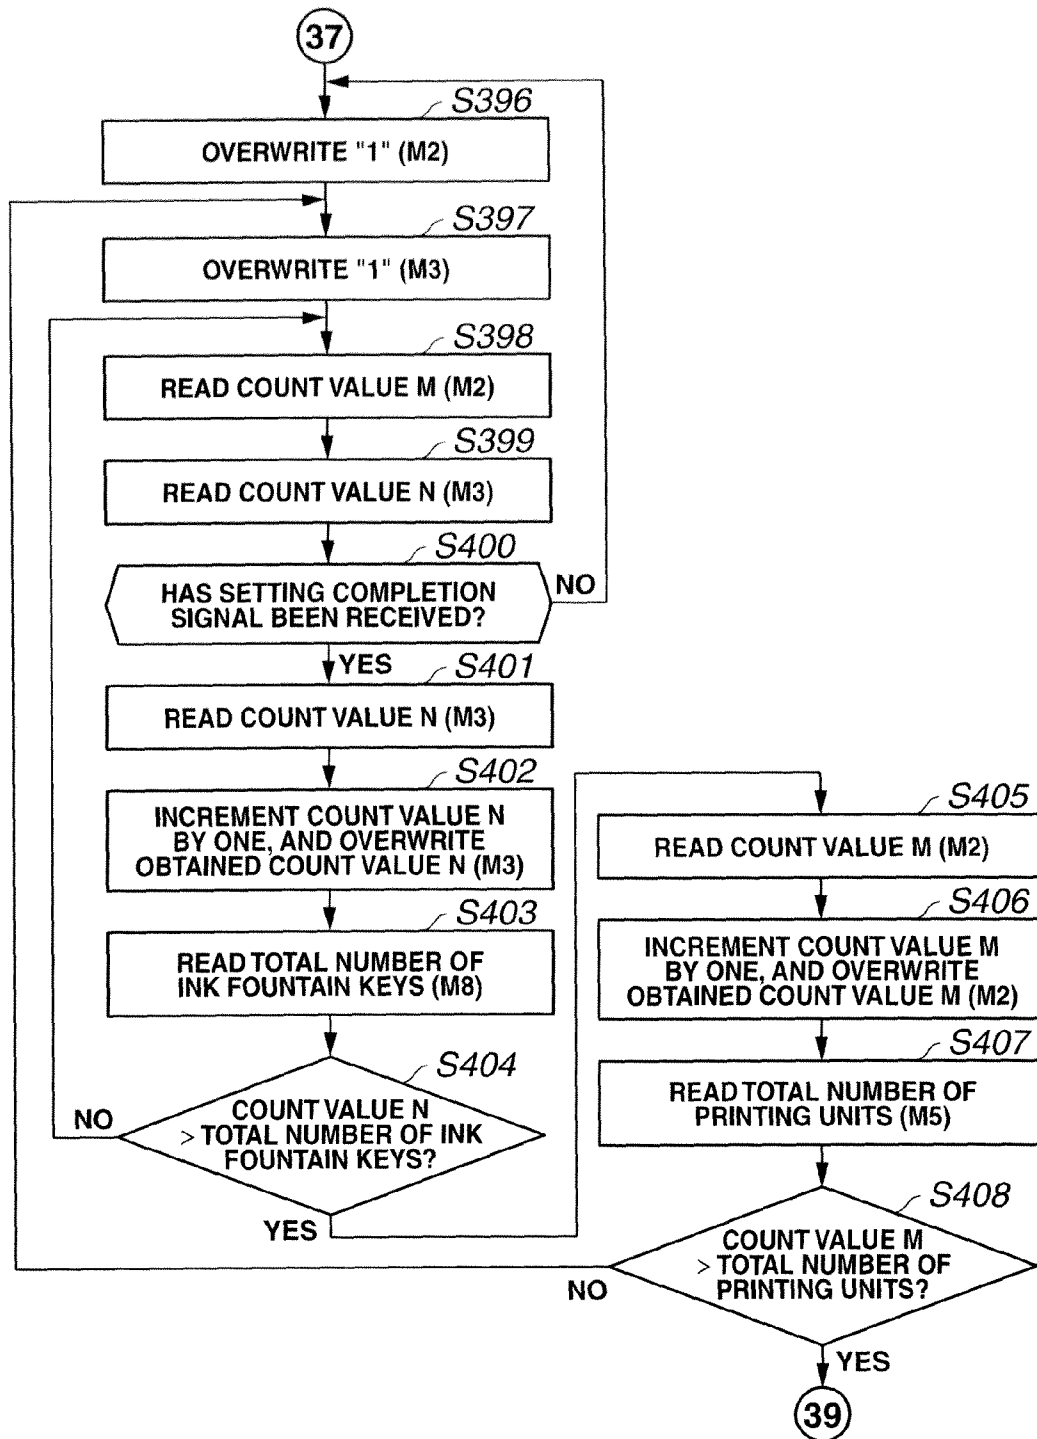 37
S396
OVERWRITE "1" (M2)
S397
OVERWRITE "1" (M3)
S398
READ COUNT VALUE M (M2)
S399
READ COUNT VALUE N (M3)
S400
HAS SETTING COMPLETION
SIGNAL BEEN RECEIVED?
NO
YES
S401
READ COUNT VALUE N (M3)
S402
INCREMENT COUNT VALUE N
BY ONE, AND OVERWRITE
OBTAINED COUNT VALUE N (M3)
S403
READ TOTAL NUMBER OF
INK FOUNTAIN KEYS (M8)
S404
COUNT VALUE N
> TOTAL NUMBER OF INK
FOUNTAIN KEYS?
NO
YES
S405
READ COUNT VALUE M (M2)
S406
INCREMENT COUNT VALUE M
BY ONE, AND OVERWRITE
OBTAINED COUNT VALUE M (M2)
S407
READ TOTAL NUMBER OF
PRINTING UNITS (M5)
S408
COUNT VALUE M
> TOTAL NUMBER OF
PRINTING UNITS?
NO
YES
39